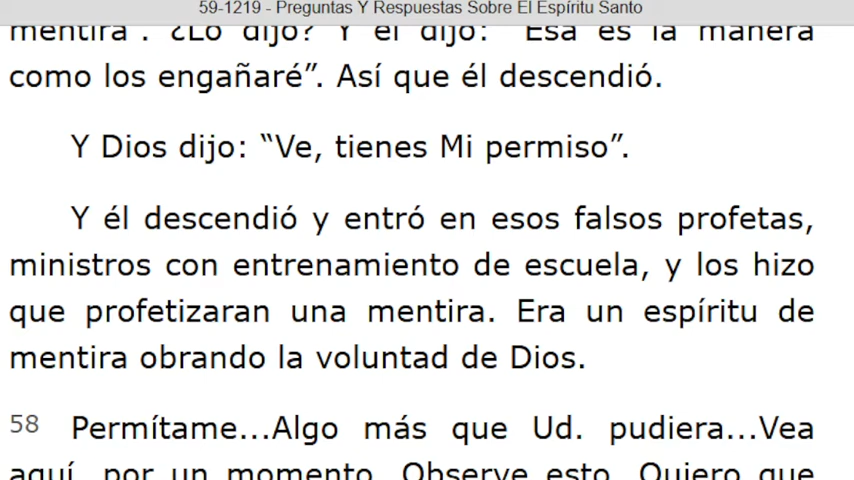 59-1219 - Preguntas Y Respuestas Sobre El Espíritu Santo
mentira”. ¿Lo dijo? Y él dijo: “Esa es la manera
como los engañaré”. Así que él descendió.
Y Dios dijo: “Ve, tienes Mi permiso”.
Y él descendió y entró en esos falsos profetas,
ministros con entrenamiento de escuela, y los hizo
que profetizaran una mentira. Era un espíritu de
mentira obrando la voluntad de Dios.
58 Permítame...Algo más que Ud. pudiera...Vea
aquí, por un momento. Observe esto. Quiero que